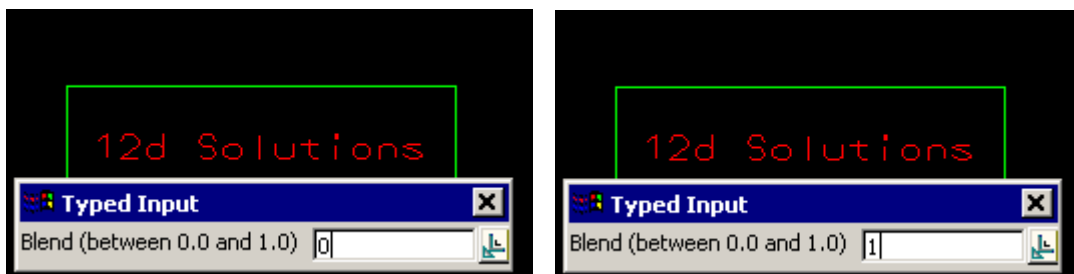 12d Solutions
Typed Input
Blend (between 0.0 and 1.0) 0
12d Solutions
Typed Input
Blend (between 0.0 and 1.0) 1